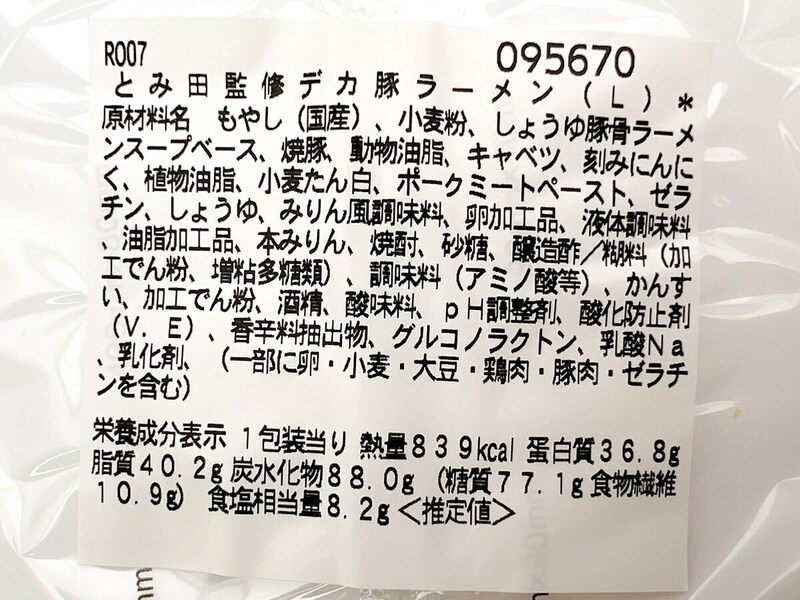 R007 095670
とみ田監修デカ豚ラーメン(L)*
原材料名 もやし(国産)、小麦粉、しょうゆ豚骨ラーメ
ンスープベース、焼豚、動物油脂、キャベツ、刻みにんに
く、植物油脂、小麦たん白、ポークミートペースト、ゼラ
チン、しょうゆ、みりん風調味料、卵加工品、液体調味料
、油脂加工品、本みりん、焼酎、砂糖、醸造酢/糊料(加
工でん粉、増粘多糖類)、調味料(アミノ酸等)、かんす
い、加工でん粉、酒精、酸味料、pH調整剤、酸化防止剤
(V.E)、香辛料抽出物、グルコノラクトン、乳酸Na
、乳化剤、(一部に卵・小麦・大豆・鶏肉・豚肉・ゼラチ
ンを含む)
栄養成分表示 1包装当り 熱量839kcal 蛋白質36.8g
脂質40.2g 炭水化物88.0g (糖質77.1g 食物繊維
10.9g) 食塩相当量8.2g <推定値>